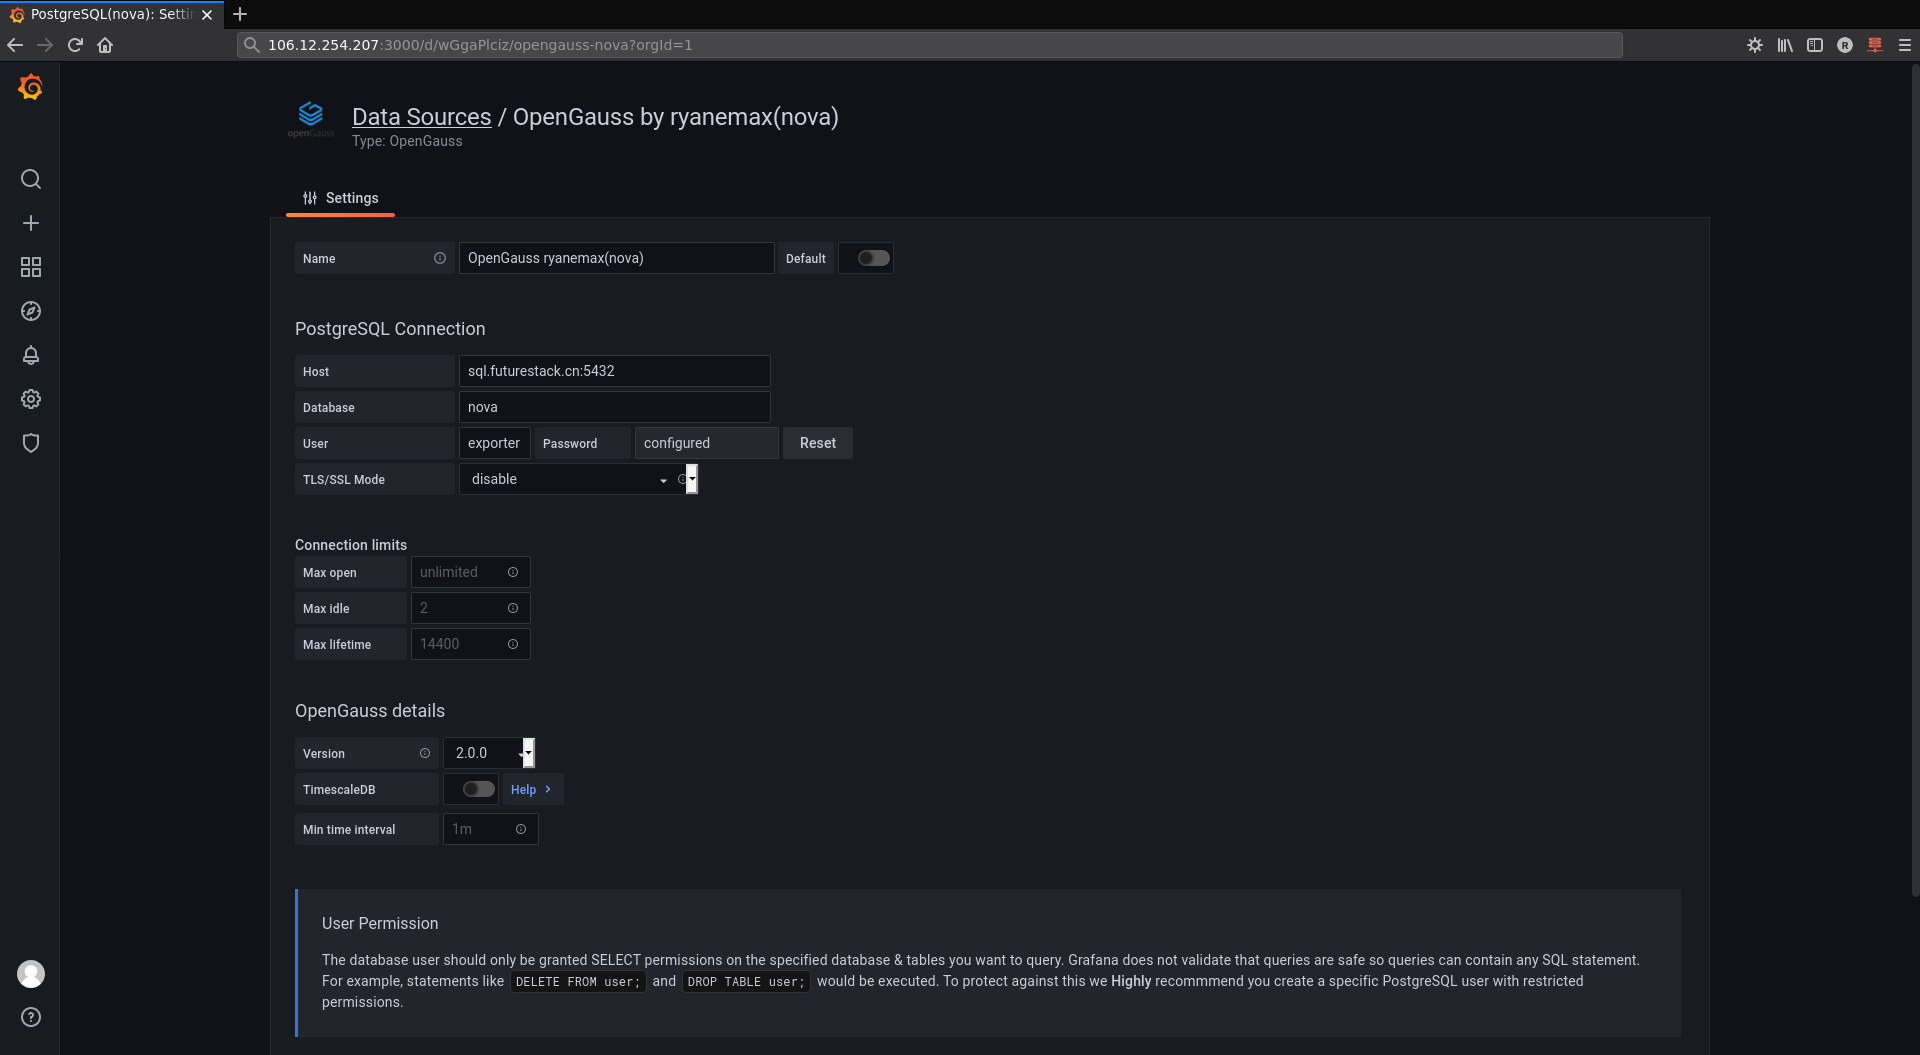 PostgreSQL(nova): Setti
106.12.254.207:3000/d/wGgaPlciz/opengauss-nova?orgId=1
R
openGauss
Data Sources / OpenGauss by ryanemax(nova)
Type: OpenGauss
Settings
Name OpenGauss ryanemax(nova) Default
PostgreSQL Connection
Host sql.futurestack.cn:5432
Database nova
User exporter Password configured Reset
TLS/SSL Mode disable
Connection limits
Max open unlimited
Max idle 2
Max lifetime 14400
OpenGauss details
Version 2.0.0
TimescaleDB Help
Min time interval 1m
User Permission
The database user should only be granted SELECT permissions on the specified database & tables you want to query. Grafana does not validate that queries are safe so queries can contain any SQL statement.
For example, statements like DELETE FROM user; and DROP TABLE user; would be executed. To protect against this we Highly recommmend you create a specific PostgreSQL user with restricted
permissions.